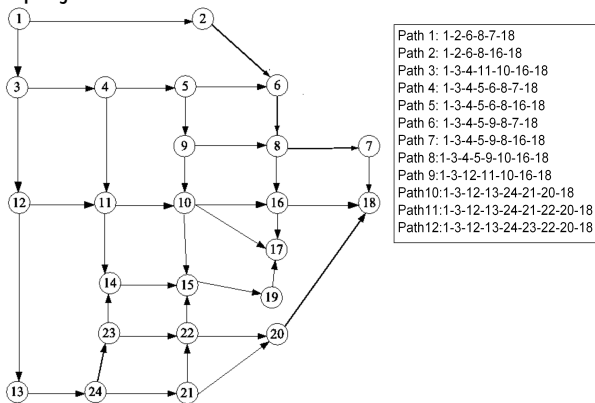 1
2
3
4
5
6
9
8
7
12
11
10
16
18
17
14
15
19
23
22
20
13
24
21
Path 1: 1-2-6-8-7-18
Path 2: 1-2-6-8-16-18
Path 3: 1-3-4-11-10-16-18
Path 4: 1-3-4-5-6-8-7-18
Path 5: 1-3-4-5-6-8-16-18
Path 6: 1-3-4-5-9-8-7-18
Path 7: 1-3-4-5-9-8-16-18
Path 8:1-3-4-5-9-10-16-18
Path 9:1-3-12-11-10-16-18
Path10:1-3-12-13-24-21-20-18
Path11:1-3-12-13-24-21-22-20-18
Path12:1-3-12-13-24-23-22-20-18